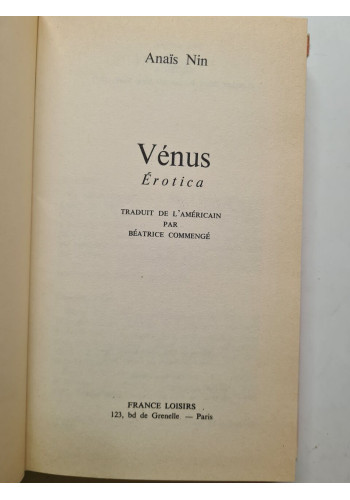 Anaïs Nin
Vénus
Érotica
TRADUIT DE L'AMÉRICAIN
PAR
BÉATRICE COMMENGÉ
FRANCE LOISIRS
123, bd de Grenelle — Paris